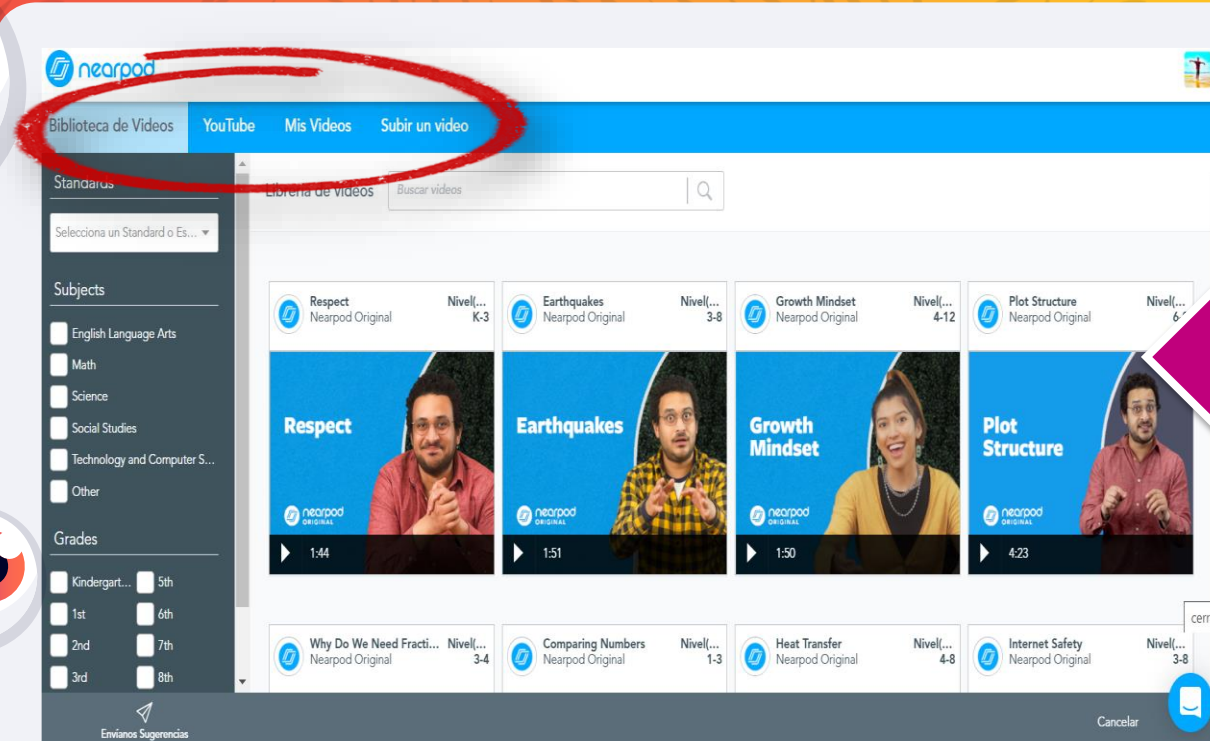 nearpod
Biblioteca de Videos YouTube Mis Videos Subir un video
Standards
Selecciona un Standard o Es...
Librería de videos Buscar videos
Subjects
English Language Arts
Math
Science
Social Studies
Technology and Computer S...
Other
Grades
Kindergart... 5th
1st 6th
2nd 7th
3rd 8th
Respect Nivel(...
Nearpod Original K-3
Respect
nearpod
ORIGINAL
1:44
Earthquakes Nivel(...
Nearpod Original 3-8
Earthquakes
nearpod
ORIGINAL
1:51
Growth Mindset Nivel(...
Nearpod Original 4-12
Growth
Mindset
nearpod
ORIGINAL
1:50
Plot Structure Nivel(...
Nearpod Original
Plot
Structure
nearpod
ORIGINAL
4:23
Why Do We Need Fracti... Nivel(...
Nearpod Original 3-4
Comparing Numbers Nivel(...
Nearpod Original 1-3
Heat Transfer Nivel(...
Nearpod Original 4-8
Internet Safety Nivel(...
Nearpod Original 3-8
Envianos Sugerencias
Cancelar